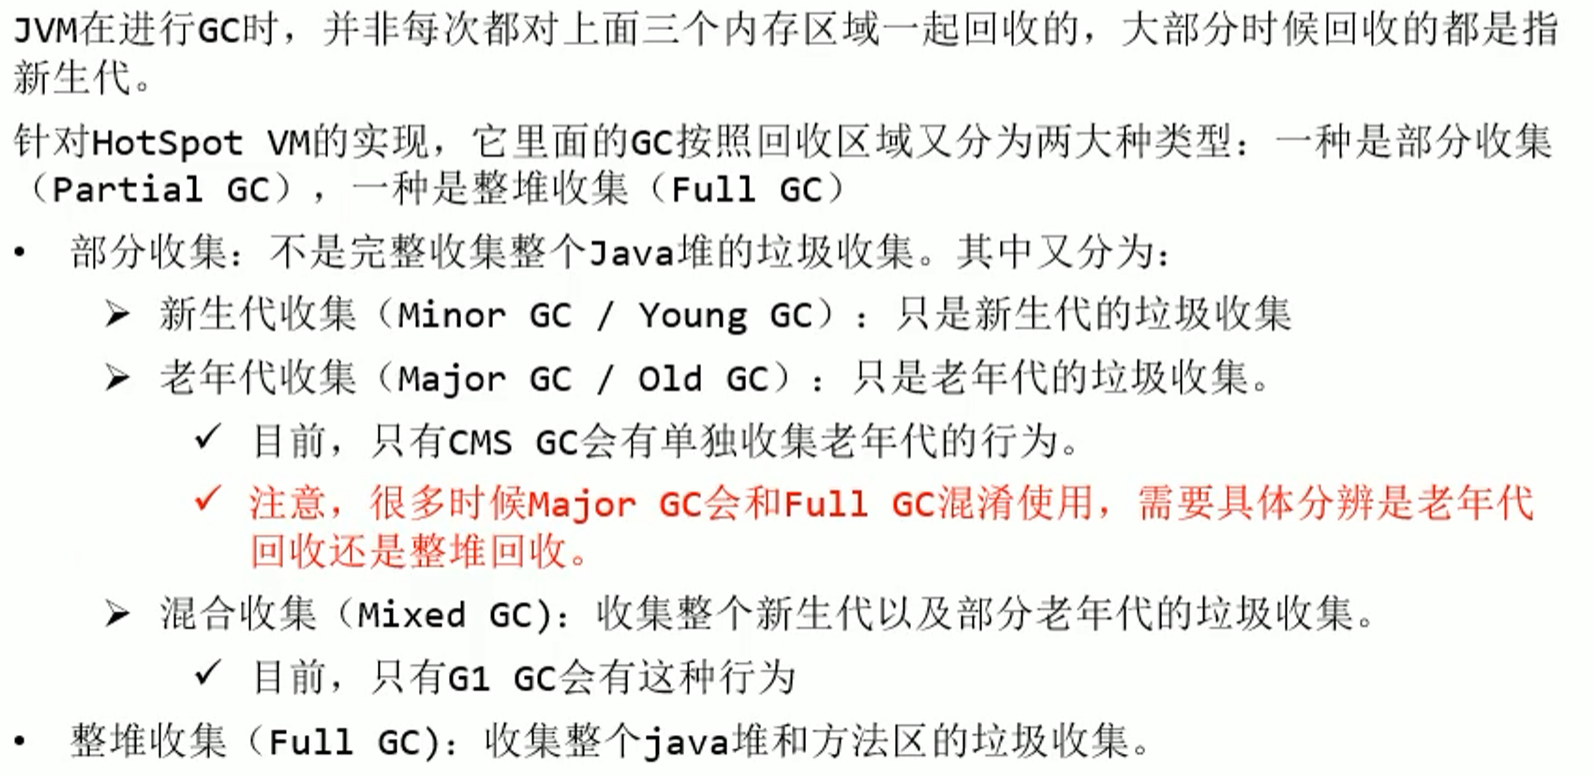 JVM在进行GC时，并非每次都对上面三个内存区域一起回收的，大部分时候回收的都是指
新生代。
针对HotSpot VM的实现，它里面的GC按照回收区域又分为两大种类型：一种是部分收集
（Partial GC），一种是整堆收集（Full GC）
• 部分收集：不是完整收集整个Java堆的垃圾收集。其中又分为：
➢ 新生代收集（Minor GC / Young GC）：只是新生代的垃圾收集
➢ 老年代收集（Major GC / Old GC）：只是老年代的垃圾收集。
✓ 目前，只有CMS GC会有单独收集老年代的行为。
✓ 注意，很多时候Major GC会和Full GC混淆使用，需要具体分辨是老年代
回收还是整堆回收。
➢ 混合收集（Mixed GC)：收集整个新生代以及部分老年代的垃圾收集。
✓ 目前，只有G1 GC会有这种行为
• 整堆收集（Full GC)：收集整个java堆和方法区的垃圾收集。